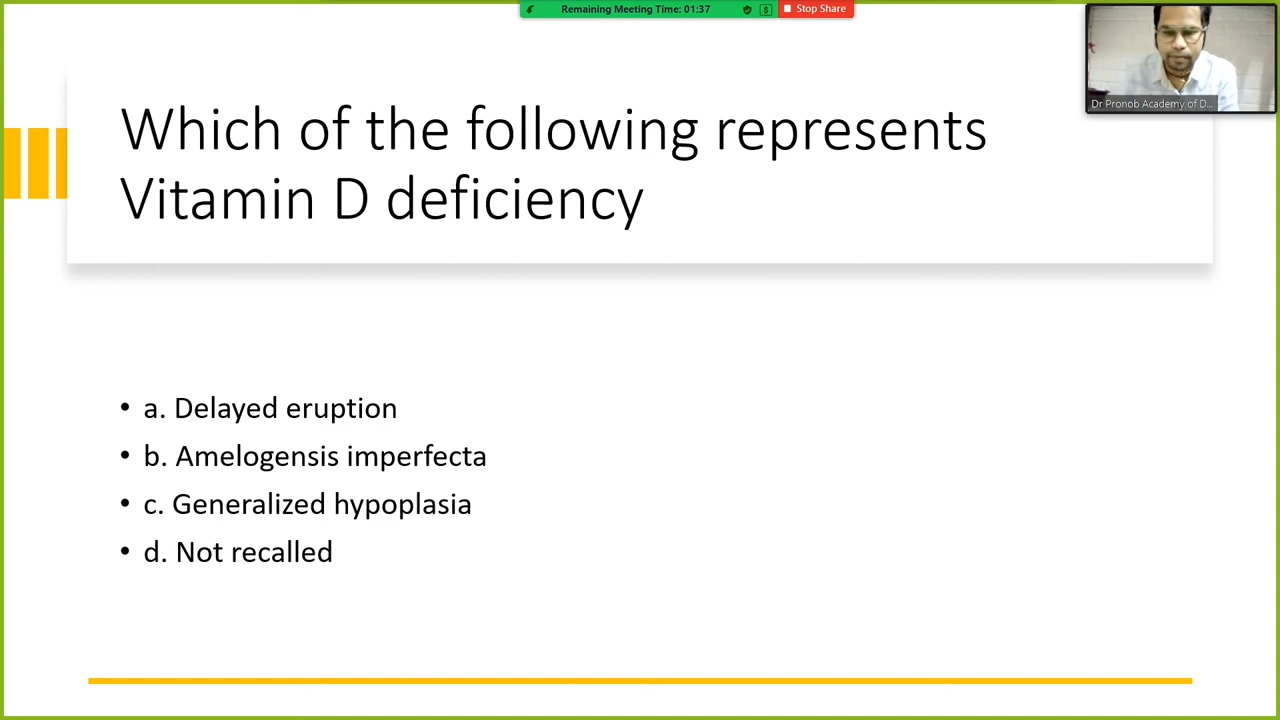 Remaining Meeting Time: 01:37
Stop Share
Dr Pronob Academy of D...
Which of the following represents
Vitamin D deficiency
• a. Delayed eruption
• b. Amelogensis imperfecta
• c. Generalized hypoplasia
• d. Not recalled